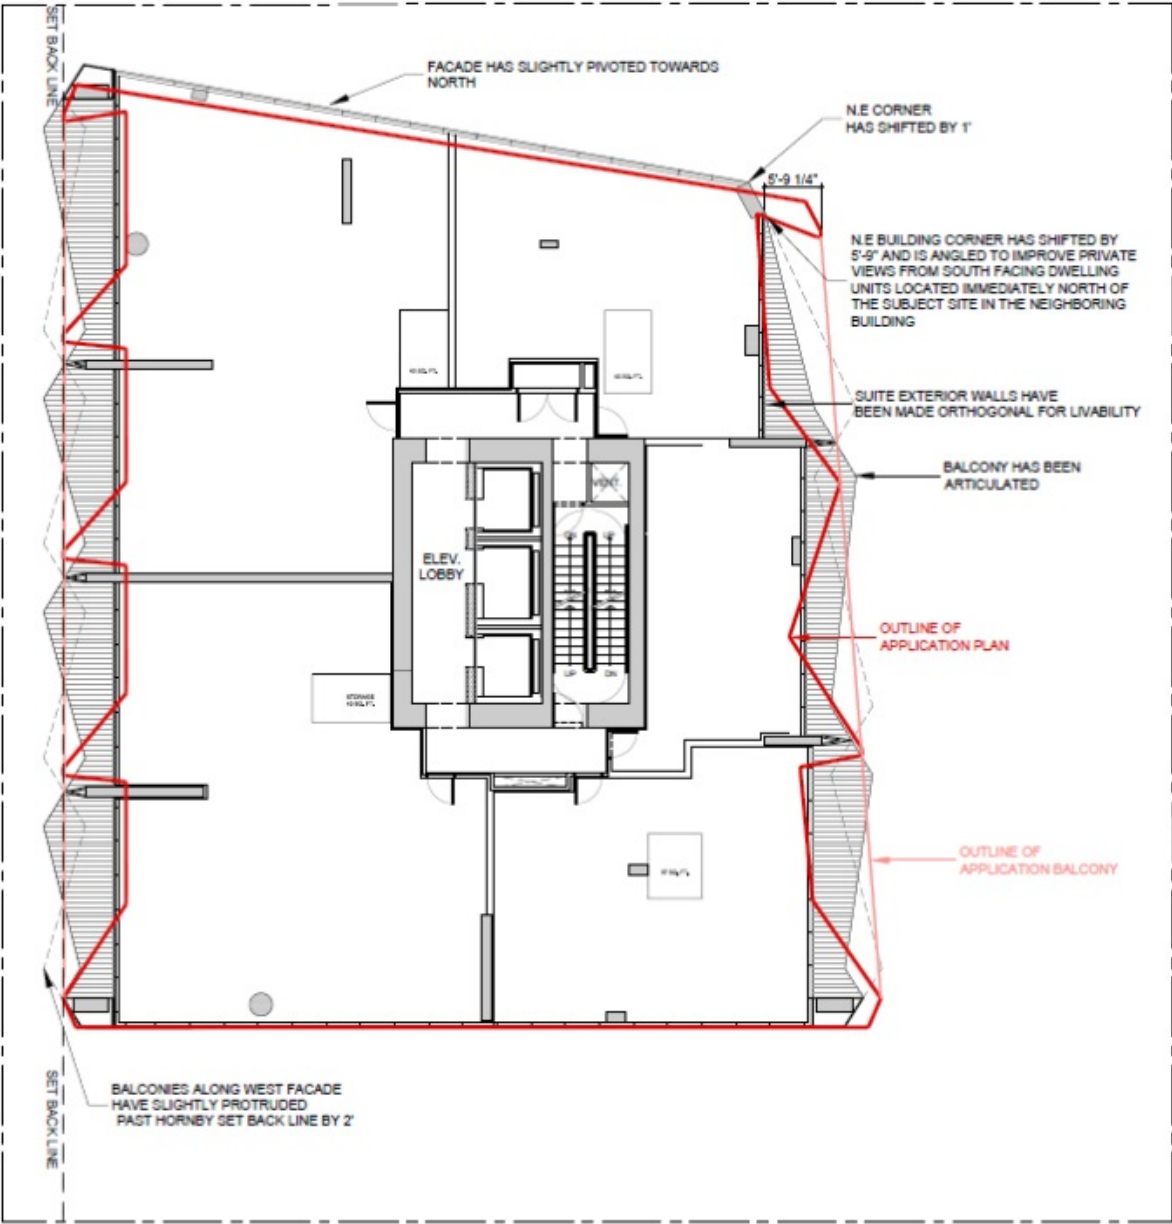 SET BACK LINE
FACADE HAS SLIGHTLY PIVOTED TOWARDS
NORTH
N.E CORNER
HAS SHIFTED BY 1'
5'-9 1/4"
N.E BUILDING CORNER HAS SHIFTED BY
5'-9" AND IS ANGLED TO IMPROVE PRIVATE
VIEWS FROM SOUTH FACING DWELLING
UNITS LOCATED IMMEDIATELY NORTH OF
THE SUBJECT SITE IN THE NEIGHBORING
BUILDING
SUITE EXTERIOR WALLS HAVE
BEEN MADE ORTHOGONAL FOR LIVABILITY
BALCONY HAS BEEN
ARTICULATED
VENT.
ELEV.
LOBBY
DN UP
OUTLINE OF
APPLICATION PLAN
UP DN
STORAGE
OUTLINE OF
APPLICATION BALCONY
BALCONIES ALONG WEST FACADE
HAVE SLIGHTLY PROTRUDED
PAST HORNBY SET BACK LINE BY 2'
SET BACK LINE